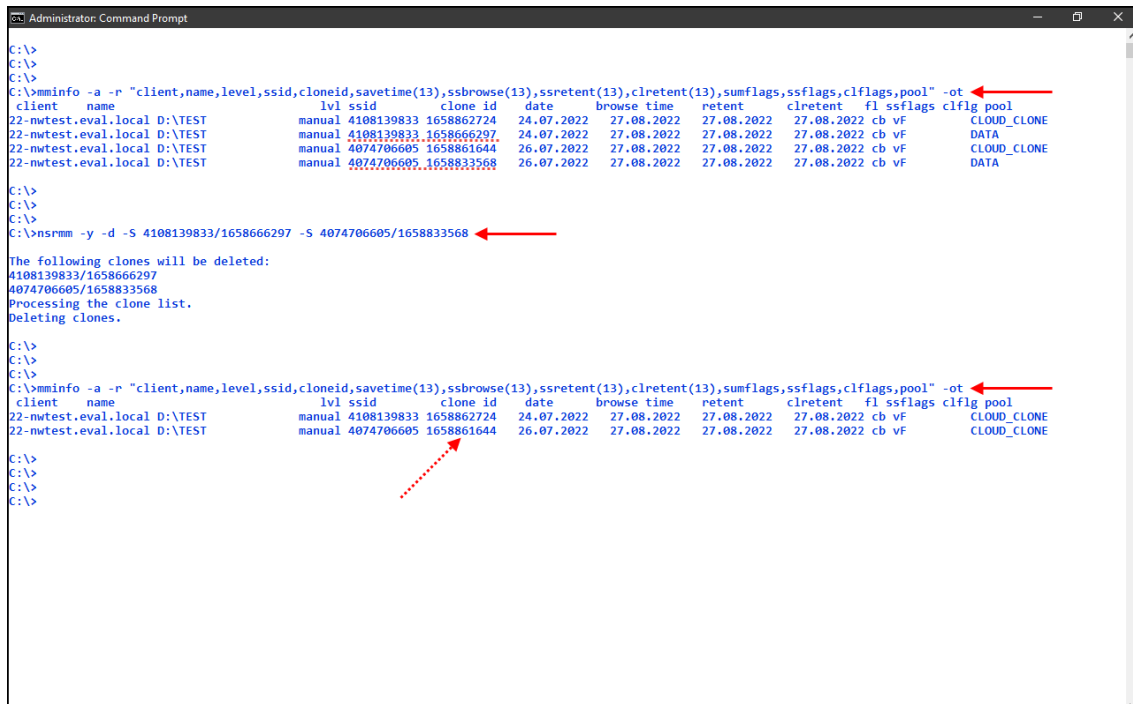 Administrator: Command Prompt
C:\>
C:\>
C:\>
C:\>mminfo -a -r "client,name,level,ssid,cloneid,savetime(13),ssbrowse(13),ssretent(13),clretent(13),sumflags,ssflags,clflags,pool" -ot
client name lvl ssid clone id date browse time retent clretent fl ssflags clflg pool
22-nwtest.eval.local D:\TEST manual 4108139833 1658862724 24.07.2022 27.08.2022 27.08.2022 27.08.2022 cb vF CLOUD_CLONE
22-nwtest.eval.local D:\TEST manual 4108139833 1658666297 24.07.2022 27.08.2022 27.08.2022 27.08.2022 cb vF DATA
22-nwtest.eval.local D:\TEST manual 4074706605 1658861644 26.07.2022 27.08.2022 27.08.2022 27.08.2022 cb vF CLOUD_CLONE
22-nwtest.eval.local D:\TEST manual 4074706605 1658833568 26.07.2022 27.08.2022 27.08.2022 27.08.2022 cb vF DATA
C:\>
C:\>
C:\>
C:\>nsrmm -y -d -S 4108139833/1658666297 -S 4074706605/1658833568
The following clones will be deleted:
4108139833/1658666297
4074706605/1658833568
Processing the clone list.
Deleting clones.
C:\>
C:\>
C:\>
C:\>mminfo -a -r "client,name,level,ssid,cloneid,savetime(13),ssbrowse(13),ssretent(13),clretent(13),sumflags,ssflags,clflags,pool" -ot
client name lvl ssid clone id date browse time retent clretent fl ssflags clflg pool
22-nwtest.eval.local D:\TEST manual 4108139833 1658862724 24.07.2022 27.08.2022 27.08.2022 27.08.2022 cb vF CLOUD_CLONE
22-nwtest.eval.local D:\TEST manual 4074706605 1658861644 26.07.2022 27.08.2022 27.08.2022 27.08.2022 cb vF CLOUD_CLONE
C:\>
C:\>
C:\>
C:\>